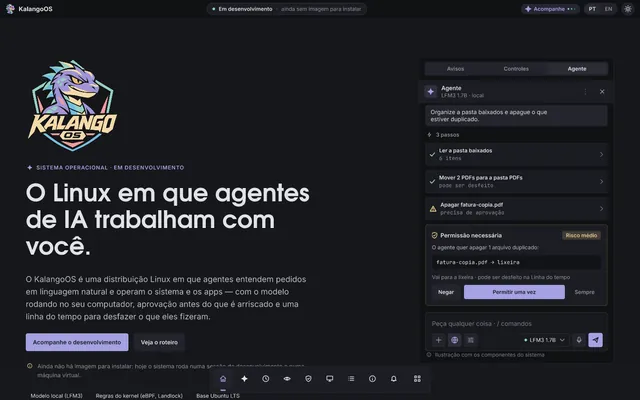 KalangoOS
Em desenvolvimento · ainda sem imagem para instalar
Acompanhe
PT EN
KALANGO
OS
SISTEMA OPERACIONAL · EM DESENVOLVIMENTO
O Linux em que agentes
de IA trabalham com
você.
O KalangoOS é uma distribuição Linux em que agentes entendem pedidos
em linguagem natural e operam o sistema e os apps — com o modelo
rodando no seu computador, aprovação antes do que é arriscado e uma
linha do tempo para desfazer o que eles fizeram.
Acompanhe o desenvolvimento
Veja o roteiro
Ainda não há imagem para instalar: hoje o sistema roda numa
máquina virtual.
Modelo local (LFM3)
Regras do kernel (eBPF, Landlock)
Base Ubuntu LTS
Avisos
Controles
Agente
Agente
LFM3 1.7B · local
Organize a pasta baixados e apague o que
estiver duplicado.
3 passos
Ler a pasta baixados
6 itens
Mover 2 PDFs para a pasta PDFs
pode ser desfeito
Apagar fatura-copia.pdf
precisa de aprovação
Permissão necessária
Risco médio
O agente quer apagar 1 arquivo duplicado:
fatura-copia.pdf → lixeira
Vai para a lixeira · pode ser desfeito na Linha do tempo
Negar
Permitir uma vez
Sempre
Peça qualquer coisa · / comandos
LFM3 1.7B
Ilustração com os componentes do sistema